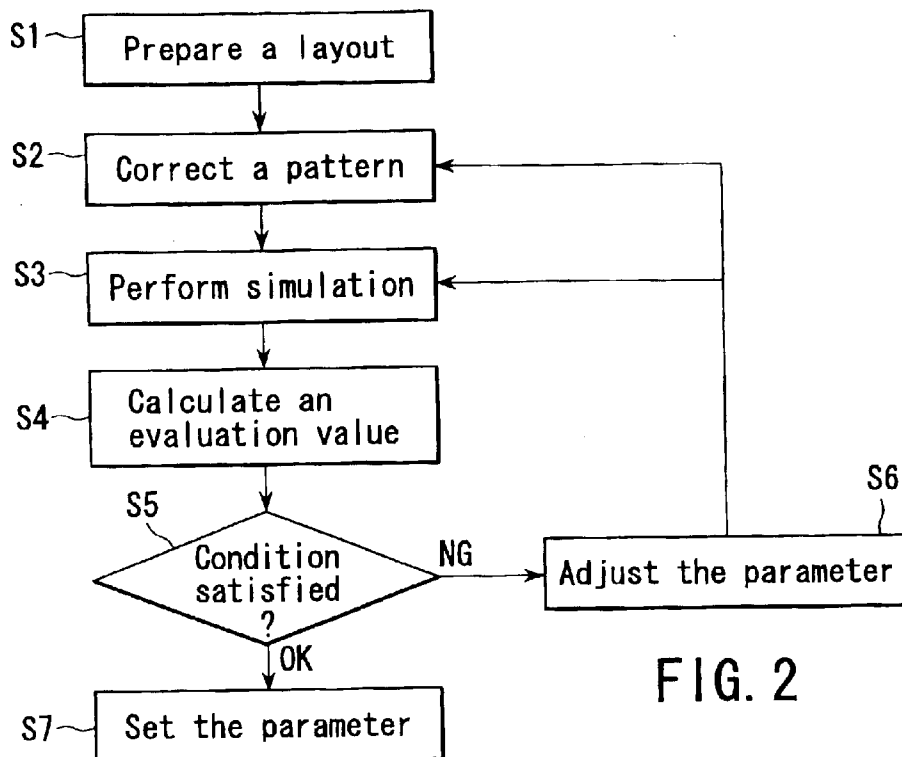 S1
Prepare a layout
S2
Correct a pattern
S3
Perform simulation
S4
Calculate an
evaluation value
S5
Condition
satisfied
?
NG
S6
Adjust the parameter
OK
S7
Set the parameter
FIG. 2